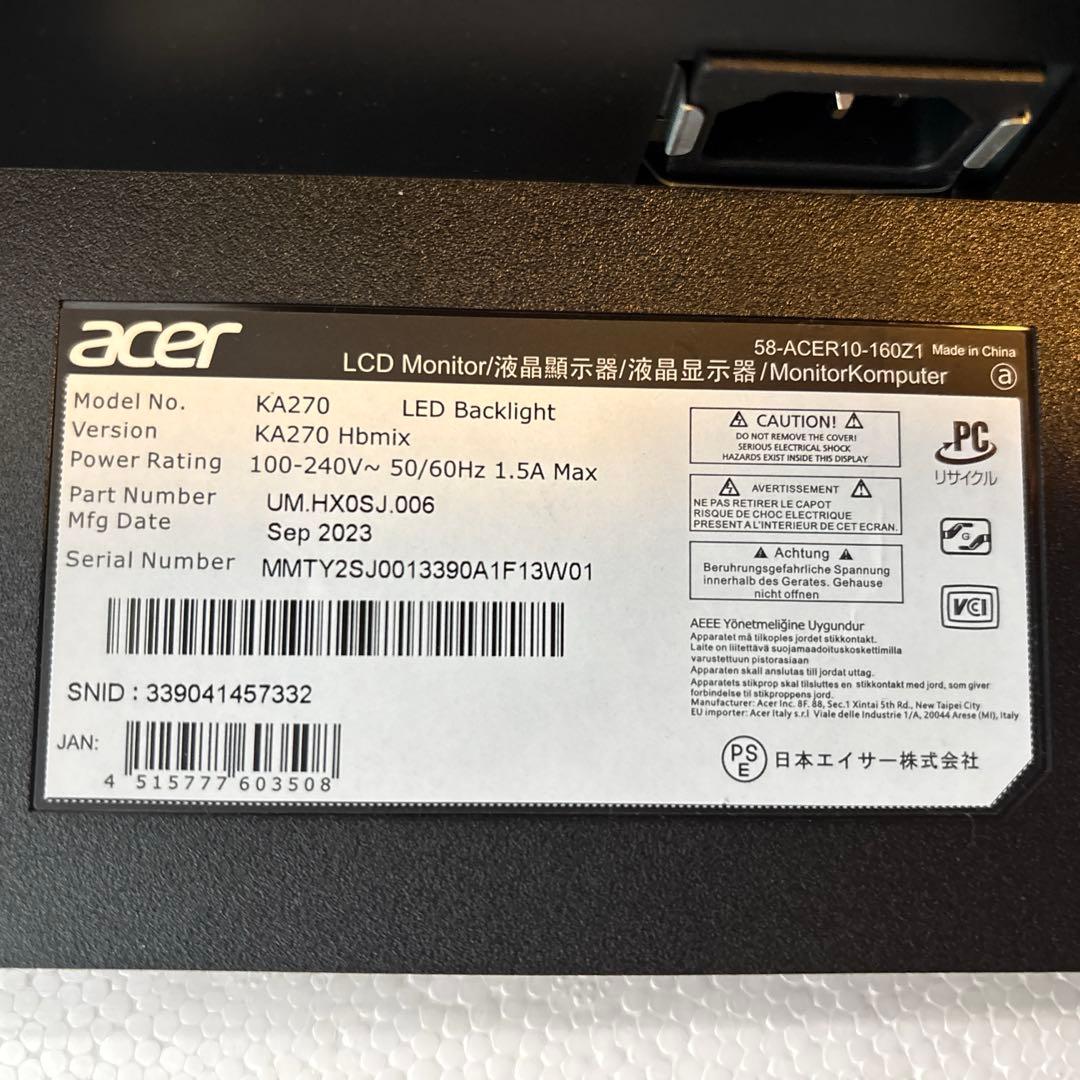 acer
58-ACER10-160Z1 Made in China
LCD Monitor/液晶顯示器/液晶显示器/MonitorKomputer ⓐ
Model No. KA270 LED Backlight
Version KA270 Hbmix
Power Rating 100-240V~ 50/60Hz 1.5A Max
Part Number UM.HX0SJ.006
Mfg Date Sep 2023
Serial Number MMTY2SJ0013390A1F13W01
SNID : 339041457332
JAN:
4 515777 603508
CAUTION!
DO NOT REMOVE THE COVER!
SERIOUS ELECTRICAL SHOCK
HAZARDS EXIST INSIDE THIS DISPLAY
AVERTISSEMENT
NE PAS RETIRER LE CAPOT
RISQUE DE CHOC ELECTRIQUE
PRESENT A L'INTERIEUR DE CET ECRAN.
Achtung
Beruhrungsgefahrliche Spannung
innerhalb des Gerates. Gehause
nicht offnen
PC
リサイクル
G
VCI
AEEE Yönetmeliğine Uygundur
Apparatet må tilkoples jordet stikkontakt.
Laite on liitettävä suojamaadoituskoskettimilla
varustettuun pistorasiaan
Apparaten skall anslutas till jordat uttag.
Apparatets stikprop skal tilsluttes en stikkontakt med jord, som giver
forbindelse til stikproppens jord.
Manufacturer: Acer Inc. 8F. 88, Sec.1 Xintai 5th Rd., New Taipei City
EU importer: Acer Italy s.r.l Viale delle Industrie 1/A, 20044 Arese (MI), Italy
PS
E
日本エイサー株式会社